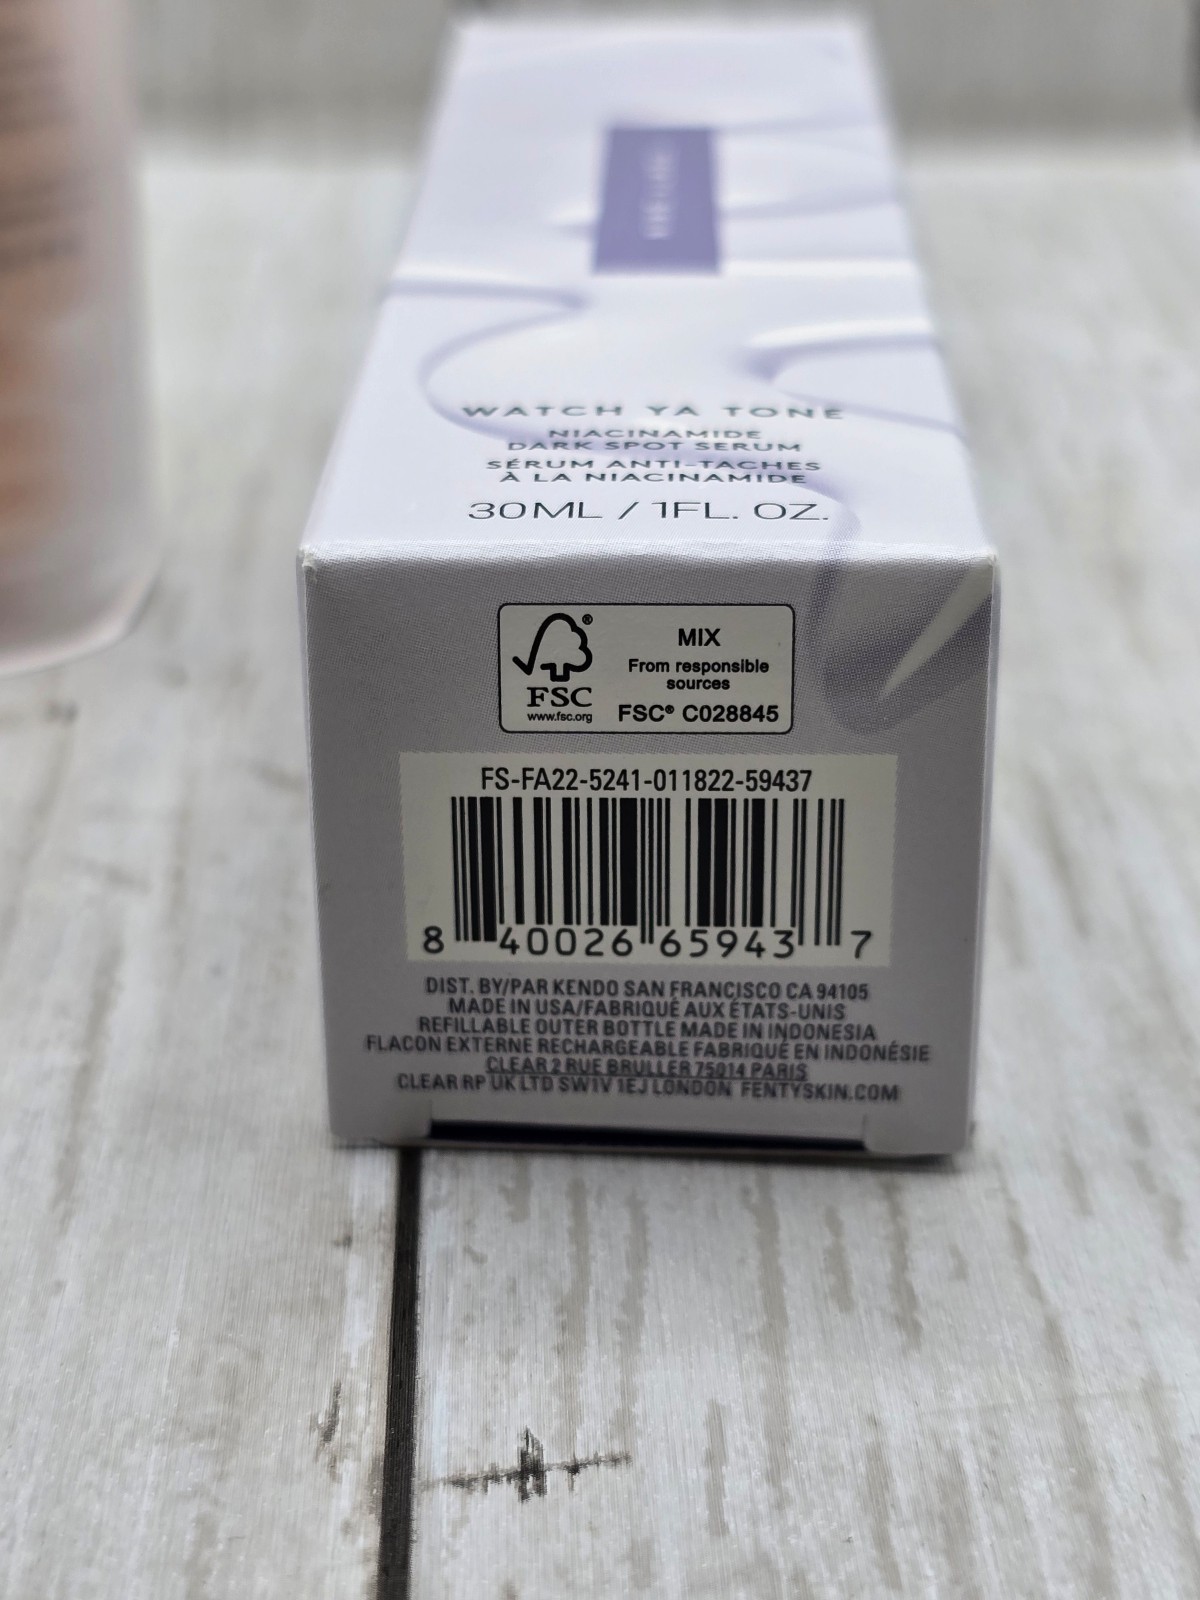 WATCH YA TONE
NIACINAMIDE
DARK SPOT SERUM
SÉRUM ANTI-TACHES
À LA NIACINAMIDE
30ML / 1FL. OZ.
FSC®
www.fsc.org
MIX
From responsible
sources
FSC® C028845
FS-FA22-5241-011822-59437
8 40026 65943 7
DIST. BY/PAR KENDO SAN FRANCISCO CA 94105
MADE IN USA/FABRIQUÉ AUX ÉTATS-UNIS
REFILLABLE OUTER BOTTLE MADE IN INDONESIA
FLACON EXTERNE RECHARGEABLE FABRIQUÉ EN INDONÉSIE
CLEAR 2 RUE BRULLER 75014 PARIS
CLEAR RP UK LTD SW1V 1EJ LONDON FENTYSKIN.COM